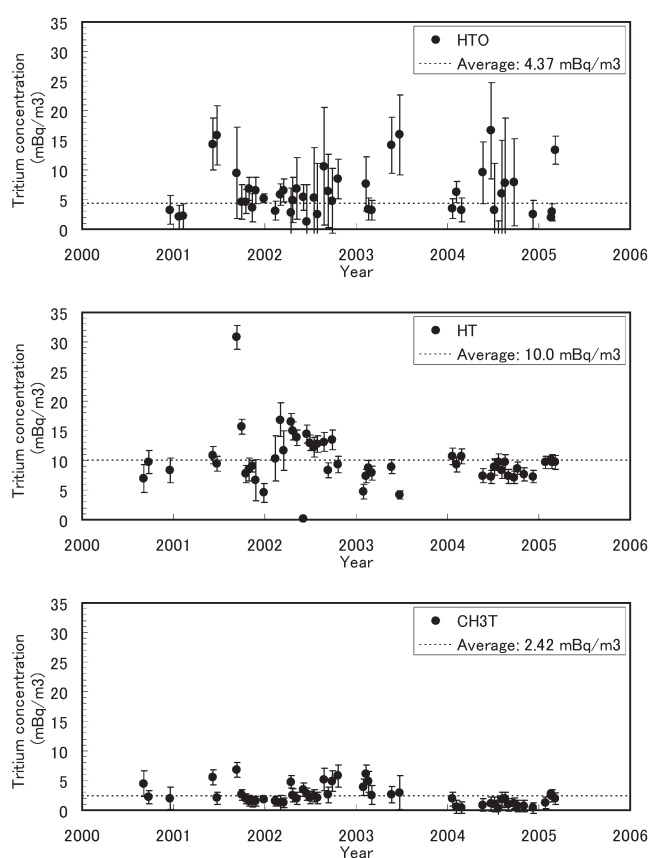 35
30
25
20
15
10
5
0
Tritium concentration
(mBq/m3)
HTO
Average: 4.37 mBq/m3
2000 2001 2002 2003 2004 2005 2006
Year
35
30
25
20
15
10
5
0
Tritium concentration
(mBq/m3)
HT
Average: 10.0 mBq/m3
2000 2001 2002 2003 2004 2005 2006
Year
35
30
25
20
15
10
5
0
Tritium concentration
(mBq/m3)
CH3T
Average: 2.42 mBq/m3
2000 2001 2002 2003 2004 2005 2006
Year